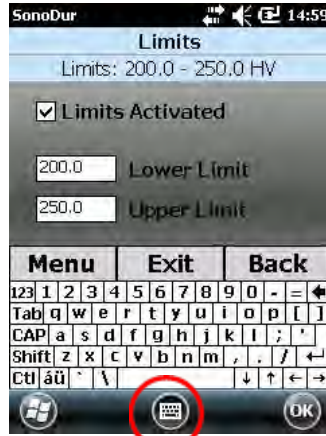 SonoDur 14:59
Limits
Limits: 200.0 - 250.0 HV
Limits Activated
200.0 Lower Limit
250.0 Upper Limit
Menu Exit Back
123 1 2 3 4 5 6 7 8 9 0 - =
Tab q w e r t y u i o p [ ]
CAP a s d f g h j k l ; '
Shift z x c v b n m , . /
Ctl áü ` \
OK